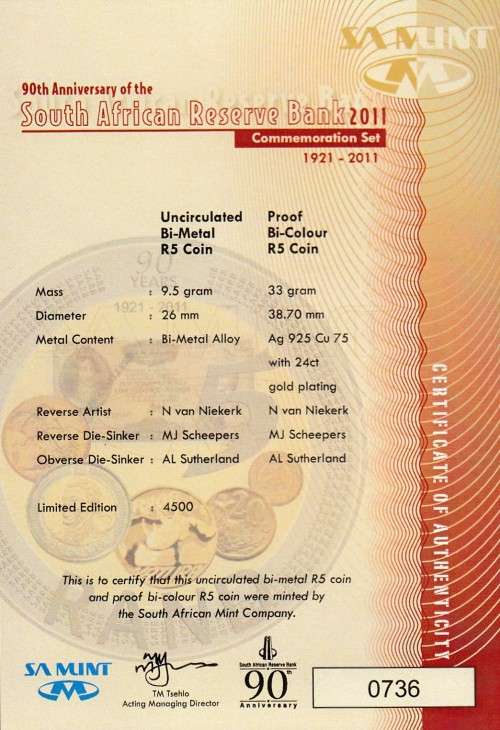 SA MINT
90th Anniversary of the
South African Reserve Bank 2011
Commemoration Set
1921 - 2011
Uncirculated Proof
Bi-Metal Bi-Colour
R5 Coin R5 Coin
90
YEARS
1921 - 2011
Mass : 9.5 gram 33 gram
Diameter : 26 mm 38.70 mm
Metal Content : Bi-Metal Alloy Ag 925 Cu 75
with 24ct
gold plating
Reverse Artist : N van Niekerk N van Niekerk
Reverse Die-Sinker : MJ Scheepers MJ Scheepers
Obverse Die-Sinker : AL Sutherland AL Sutherland
Limited Edition : 4500
CERTIFICATE OF AUTHENTICITY
This is to certify that this uncirculated bi-metal R5 coin
and proof bi-colour R5 coin were minted by
the South African Mint Company.
SA MINT
TM Tsehlo
Acting Managing Director
South African Reserve Bank
90th
Anniversary
0736